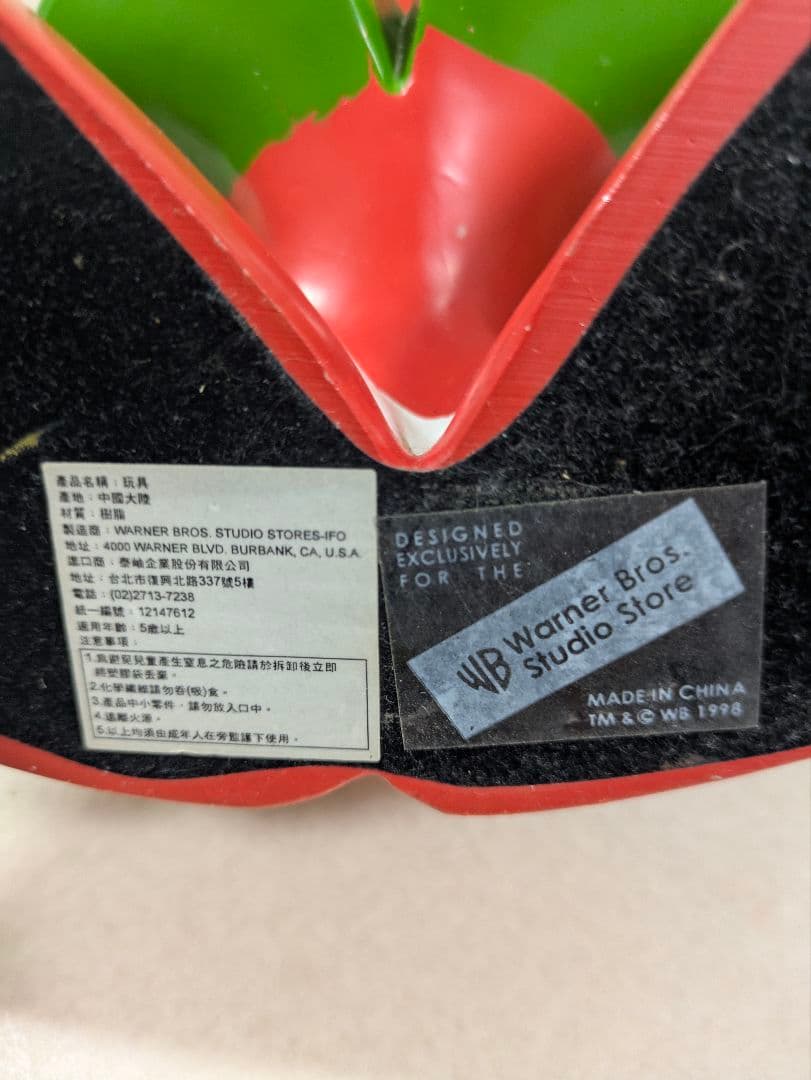 產品名稱：玩具
產地：中國大陸
材質：樹脂
製造商：WARNER BROS. STUDIO STORES-IFO
地址：4000 WARNER BLVD. BURBANK, CA, U.S.A.
進口商：泰岫企業股份有限公司
地址：台北市復興北路337號5樓
電話：(02)2713-7238
統一編號：12147612
適用年齡：5歲以上
注意事項：
1.為避免兒童產生窒息之危險請於拆卸後立即
將塑膠袋丟棄。
2.化學纖維請勿吞(吸)食。
3.產品中小零件，請勿放入口中。
4.遠離火源。
5.以上均須由成年人在旁監護下使用。
DESIGNED
EXCLUSIVELY
FOR THE
WB Warner Bros.
Studio Store
MADE IN CHINA
TM & © WB 1998